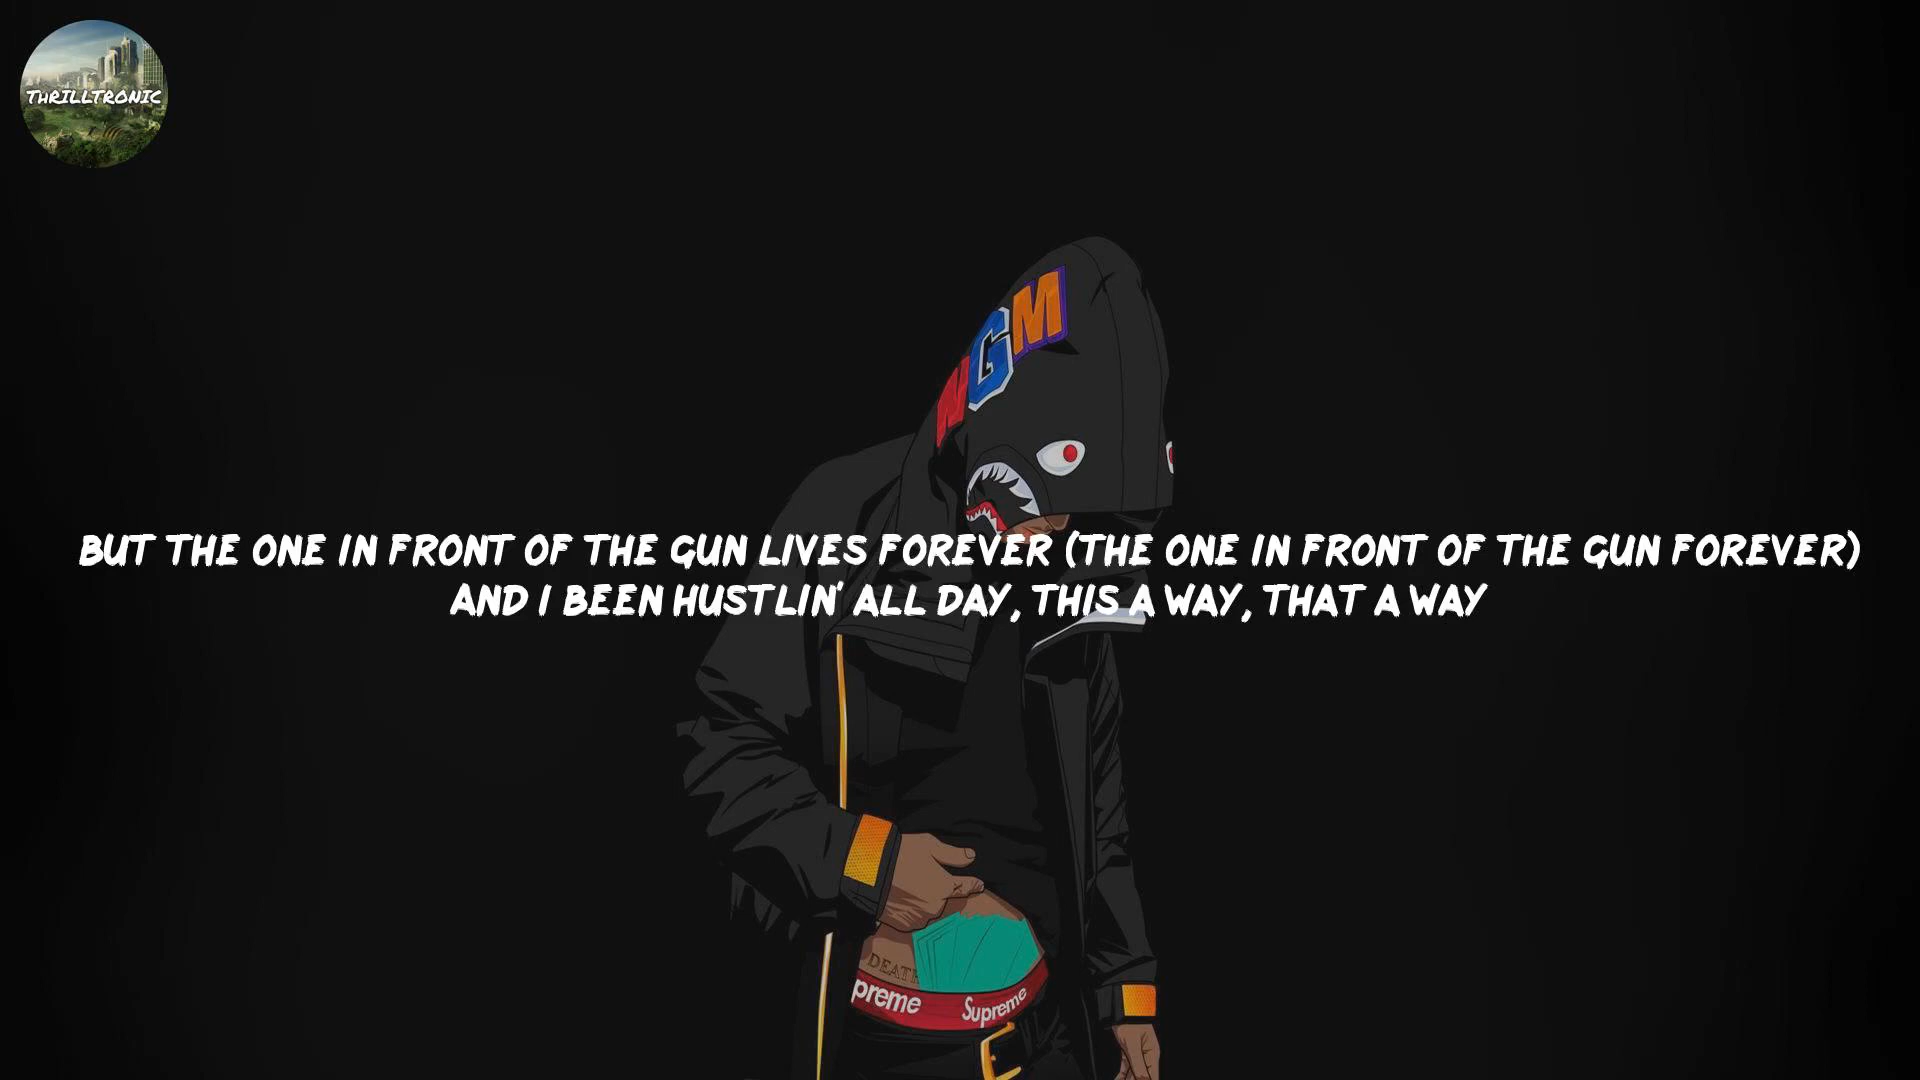 THRILLTRONIC
NGM
BUT THE ONE IN FRONT OF THE GUN LIVES FOREVER (THE ONE IN FRONT OF THE GUN FOREVER)
AND I BEEN HUSTLIN' ALL DAY, THIS A WAY, THAT A WAY
DEATH
preme Supreme